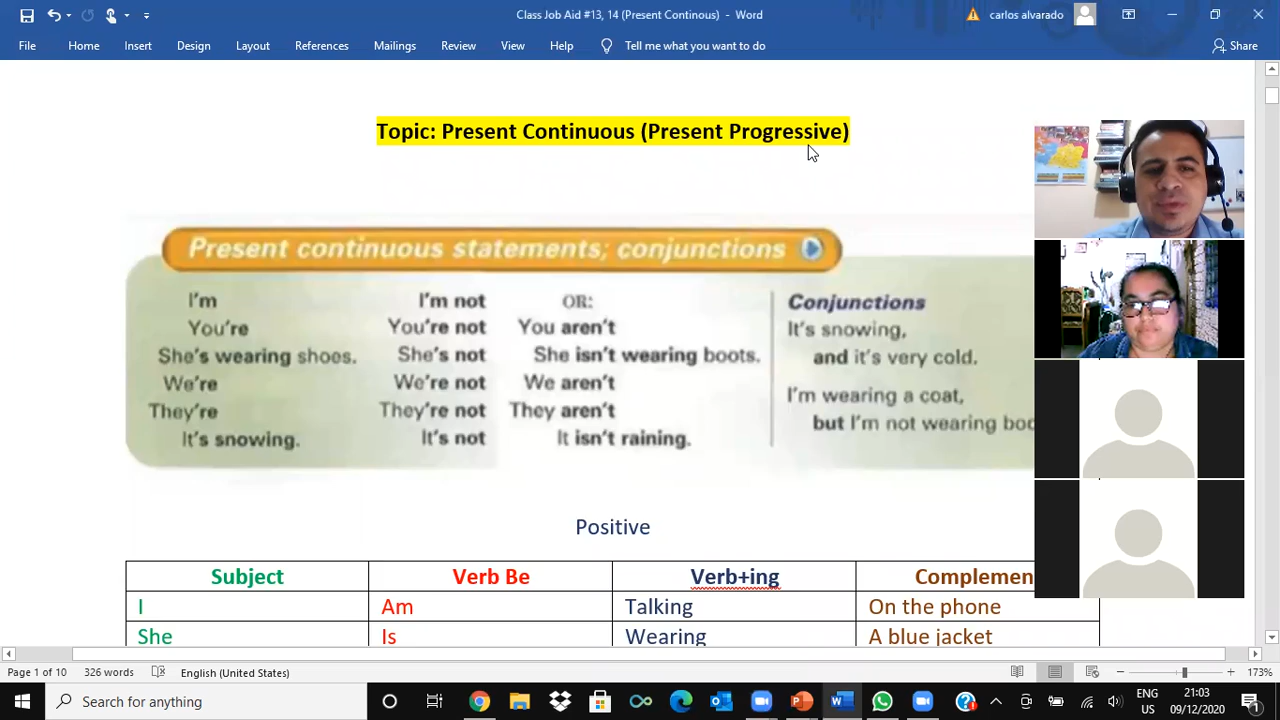 Class Job Aid #13, 14 (Present Continous) - Word
carlos alvarado
File Home Insert Design Layout References Mailings Review View Help Tell me what you want to do Share
Topic: Present Continuous (Present Progressive)
Present continuous statements; conjunctions
I'm I'm not OR: Conjunctions
You're You're not You aren't It's snowing,
She's wearing shoes. She's not She isn't wearing boots. and it's very cold.
We're We're not We aren't I'm wearing a coat,
They're They're not They aren't but I'm not wearing
It's snowing. It's not It isn't raining.
Positive
Subject Verb Be Verb+ing Complemen
I Am Talking On the phone
She Is Wearing A blue jacket
Page 1 of 10 326 words English (United States) 173%
Search for anything
ENG 21:03
US 09/12/2020